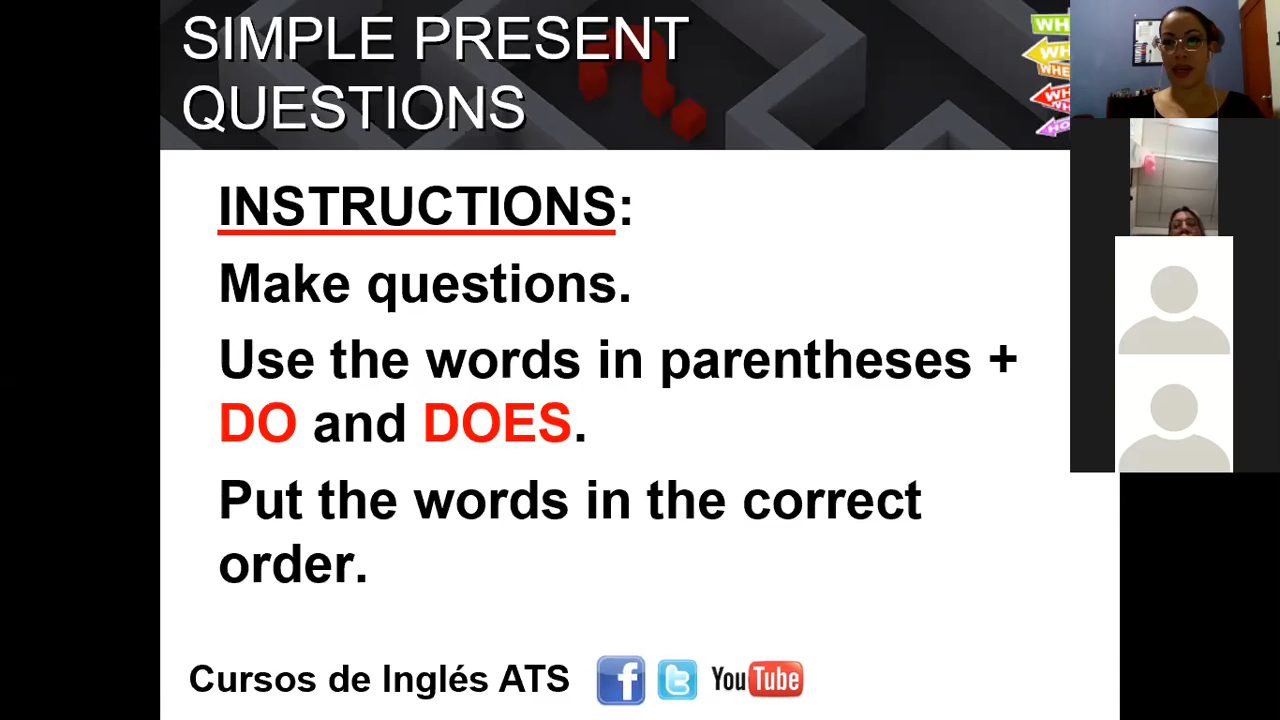 SIMPLE PRESENT
QUESTIONS
INSTRUCTIONS:
Make questions.
Use the words in parentheses +
DO and DOES.
Put the words in the correct
order.
Cursos de Inglés ATS
f
t
YouTube